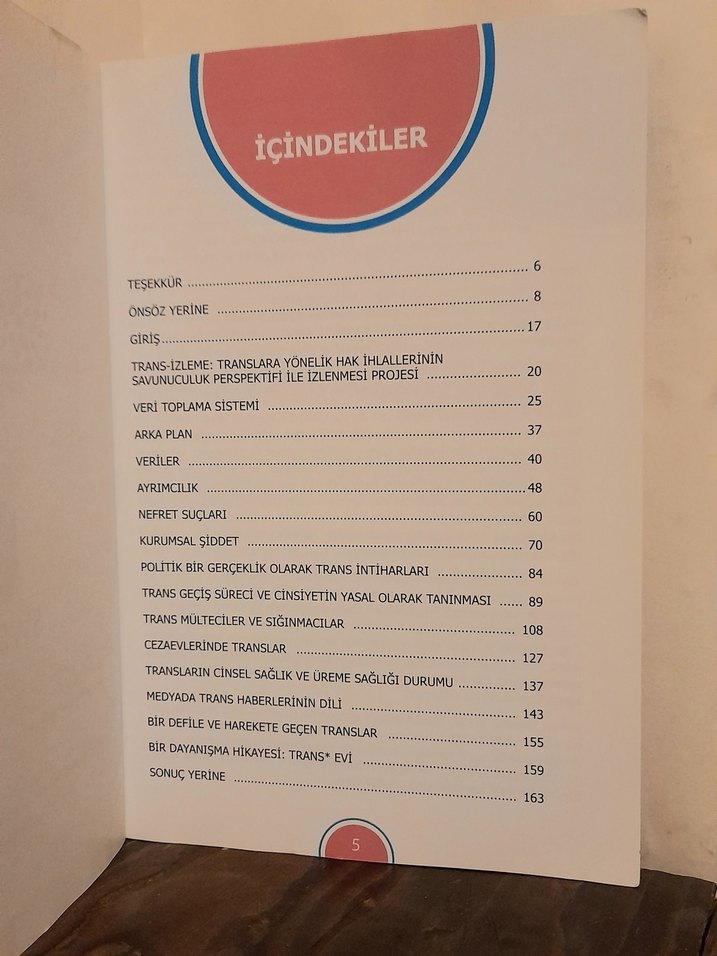 İÇİNDEKİLER
TEŞEKKÜR ........ 6
ÖNSÖZ YERİNE ........ 8
GİRİŞ ........ 17
TRANS-İZLEME: TRANSLARA YÖNELİK HAK İHLALLERİNİN
SAVUNUCULUK PERSPEKTİFİ İLE İZLENMESİ PROJESİ ........ 20
VERİ TOPLAMA SİSTEMİ ........ 25
ARKA PLAN ........ 37
VERİLER ........ 40
AYRIMCILIK ........ 48
NEFRET SUÇLARI ........ 60
KURUMSAL ŞİDDET ........ 70
POLİTİK BİR GERÇEKLİK OLARAK TRANS İNTİHARLARI ........ 84
TRANS GEÇİŞ SÜRECİ VE CİNSİYETİN YASAL OLARAK TANINMASI ...... 89
TRANS MÜLTECİLER VE SIĞINMACILAR ........ 108
CEZAEVLERİNDE TRANSLAR ........ 127
TRANSLARIN CİNSEL SAĞLIK VE ÜREME SAĞLIĞI DURUMU ........ 137
MEDYADA TRANS HABERLERİNİN DİLİ ........ 143
BİR DEFİLE VE HAREKETE GEÇEN TRANSLAR ........ 155
BİR DAYANIŞMA HİKAYESİ: TRANS* EVİ ........ 159
SONUÇ YERİNE ........ 163
5